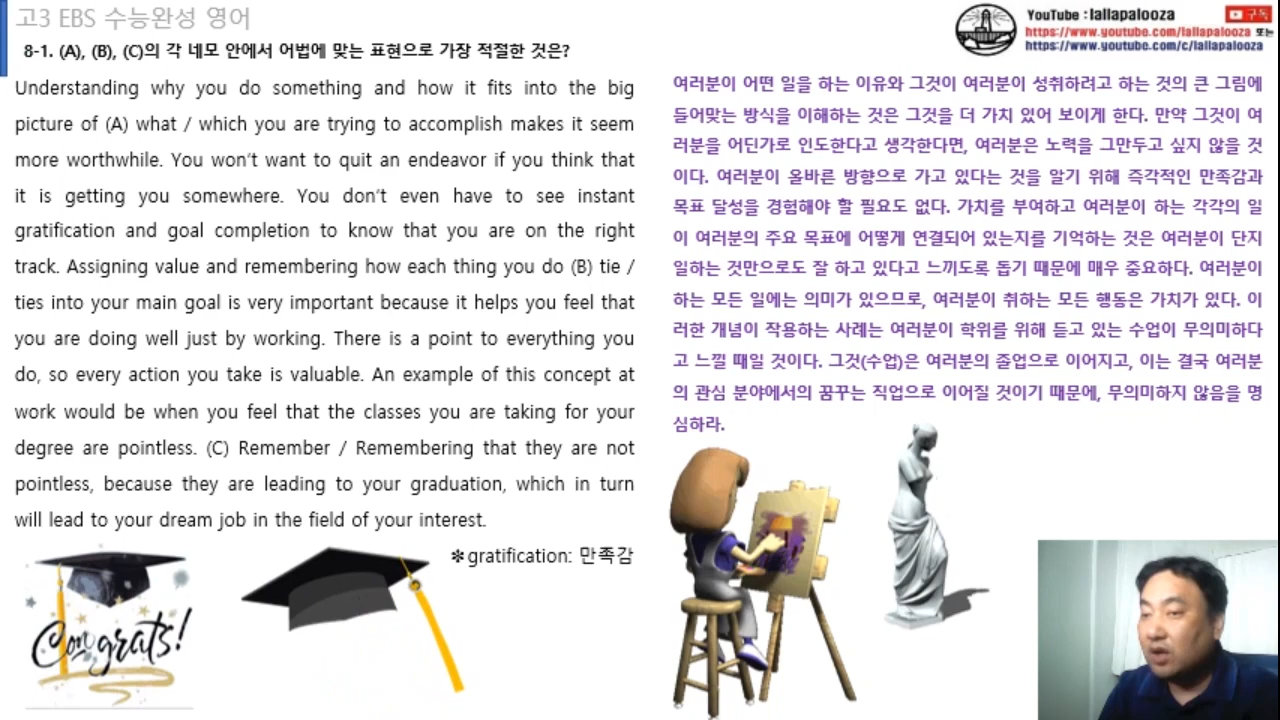 고3 EBS 수능완성 영어
8-1. (A), (B), (C)의 각 네모 안에서 어법에 맞는 표현으로 가장 적절한 것은?
YouTube : lallapalooza
구독
https://www.youtube.com/lallapalooza 또는
https://www.youtube.com/c/lallapalooza
Understanding why you do something and how it fits into the big
picture of (A) what / which you are trying to accomplish makes it seem
more worthwhile. You won't want to quit an endeavor if you think that
it is getting you somewhere. You don't even have to see instant
gratification and goal completion to know that you are on the right
track. Assigning value and remembering how each thing you do (B) tie /
ties into your main goal is very important because it helps you feel that
you are doing well just by working. There is a point to everything you
do, so every action you take is valuable. An example of this concept at
work would be when you feel that the classes you are taking for your
degree are pointless. (C) Remember / Remembering that they are not
pointless, because they are leading to your graduation, which in turn
will lead to your dream job in the field of your interest.
✻gratification: 만족감
여러분이 어떤 일을 하는 이유와 그것이 여러분이 성취하려고 하는 것의 큰 그림에
들어맞는 방식을 이해하는 것은 그것을 더 가치 있어 보이게 한다. 만약 그것이 여
러분을 어딘가로 인도한다고 생각한다면, 여러분은 노력을 그만두고 싶지 않을 것
이다. 여러분이 올바른 방향으로 가고 있다는 것을 알기 위해 즉각적인 만족감과
목표 달성을 경험해야 할 필요도 없다. 가치를 부여하고 여러분이 하는 각각의 일
이 여러분의 주요 목표에 어떻게 연결되어 있는지를 기억하는 것은 여러분이 단지
일하는 것만으로도 잘 하고 있다고 느끼도록 돕기 때문에 매우 중요하다. 여러분이
하는 모든 일에는 의미가 있으므로, 여러분이 취하는 모든 행동은 가치가 있다. 이
러한 개념이 작용하는 사례는 여러분이 학위를 위해 듣고 있는 수업이 무의미하다
고 느낄 때일 것이다. 그것(수업)은 여러분의 졸업으로 이어지고, 이는 결국 여러분
의 관심 분야에서의 꿈꾸는 직업으로 이어질 것이기 때문에, 무의미하지 않음을 명
심하라.
Congrats!